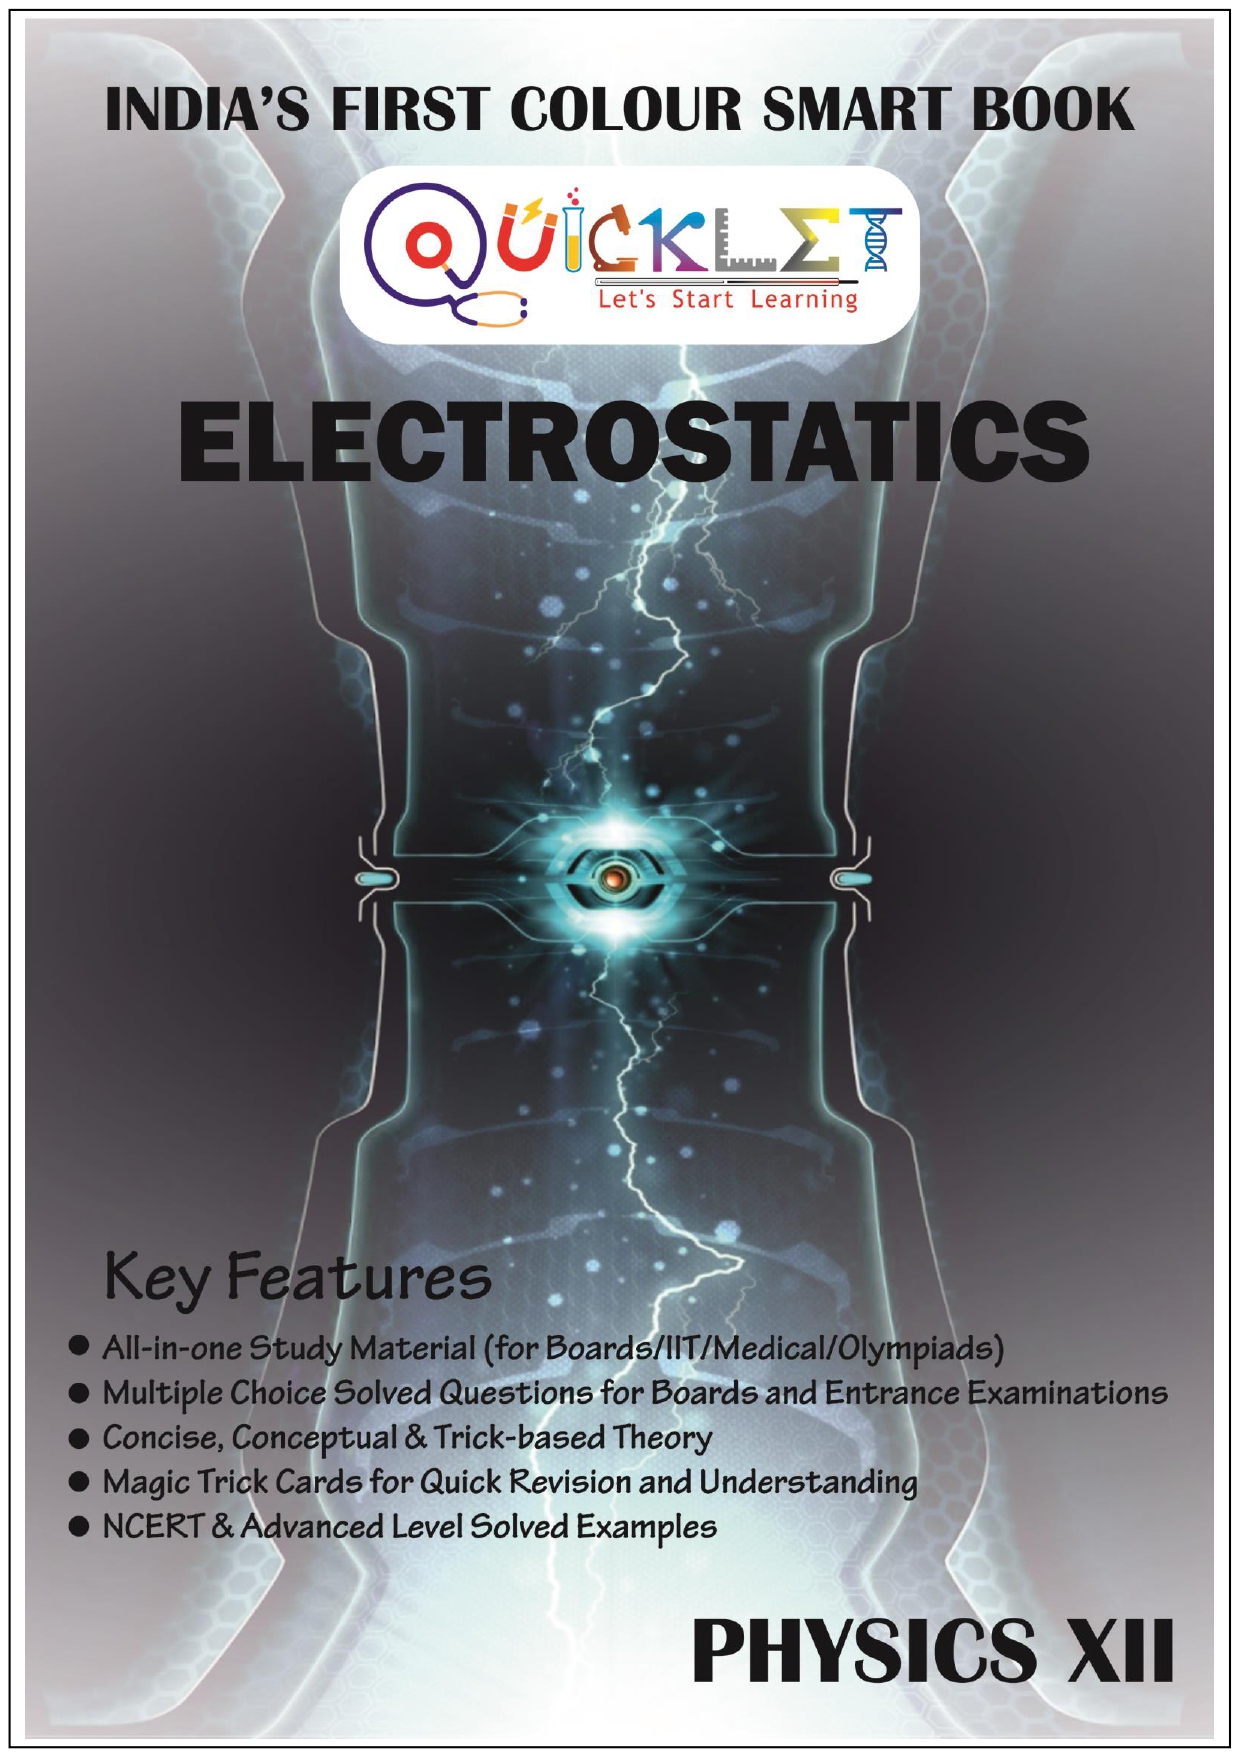 INDIA'S FIRST COLOUR SMART BOOK
QUICKLET
Let's Start Learning
ELECTROSTATICS
Key Features
● All-in-one Study Material (for Boards/IIT/Medical/Olympiads)
● Multiple Choice Solved Questions for Boards and Entrance Examinations
● Concise, Conceptual & Trick-based Theory
● Magic Trick Cards for Quick Revision and Understanding
● NCERT & Advanced Level Solved Examples
PHYSICS XII